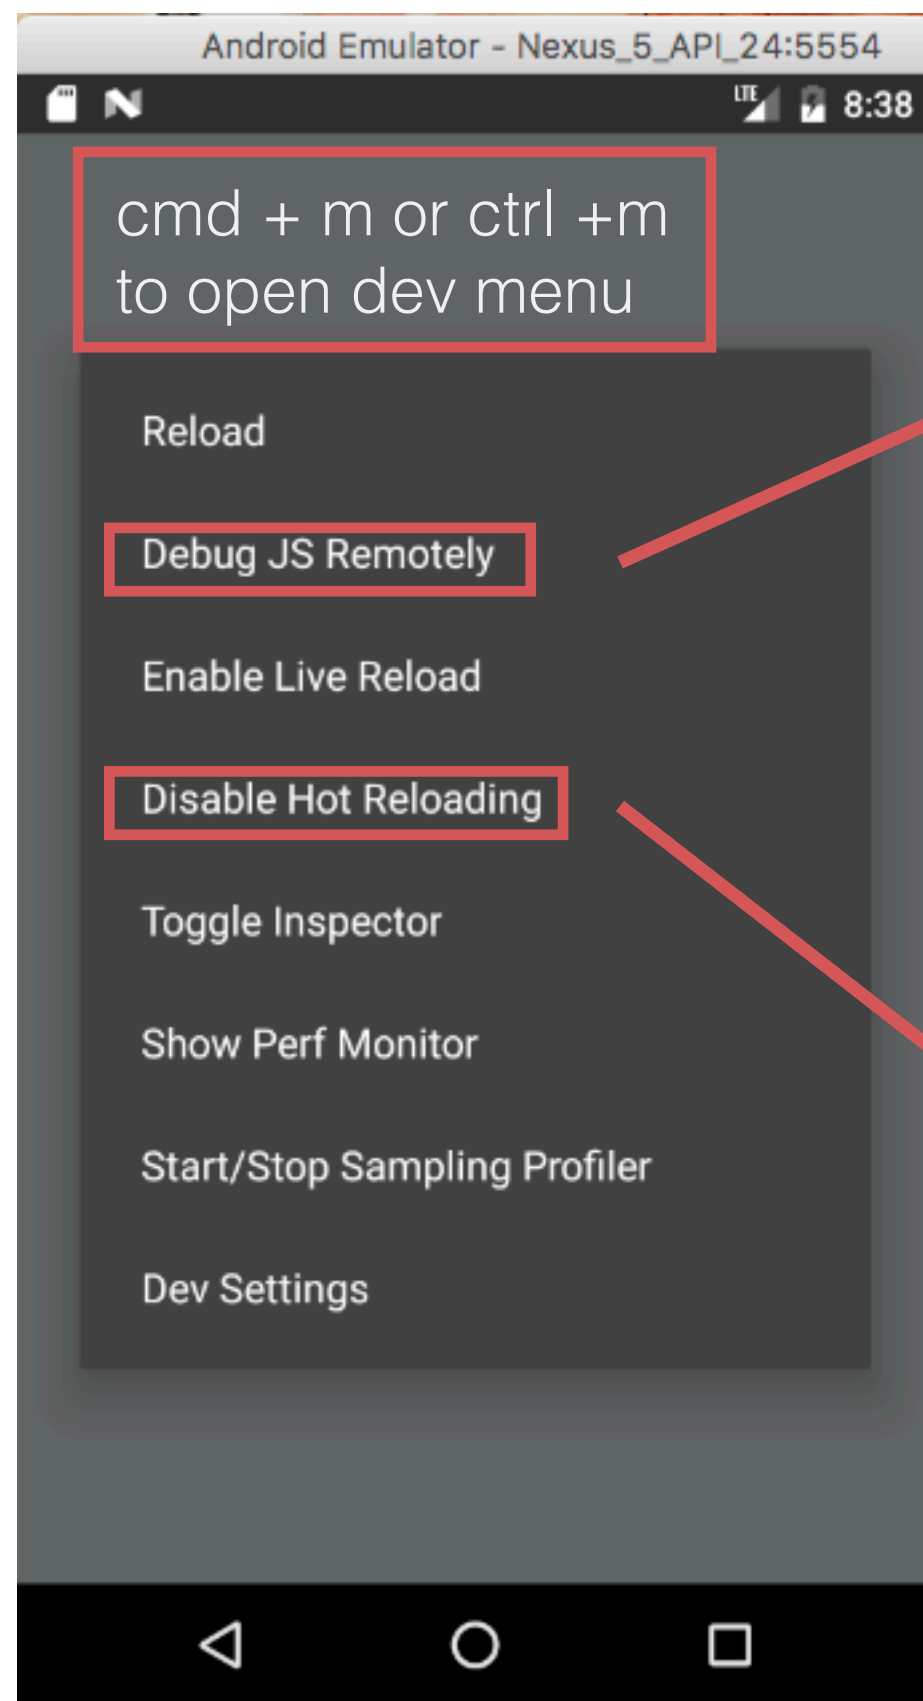 Android Emulator - Nexus_5_API_24:5554
LTE 8:38
cmd + m or ctrl +m
to open dev menu
Reload
Debug JS Remotely
Enable Live Reload
Disable Hot Reloading
Toggle Inspector
Show Perf Monitor
Start/Stop Sampling Profiler
Dev Settings